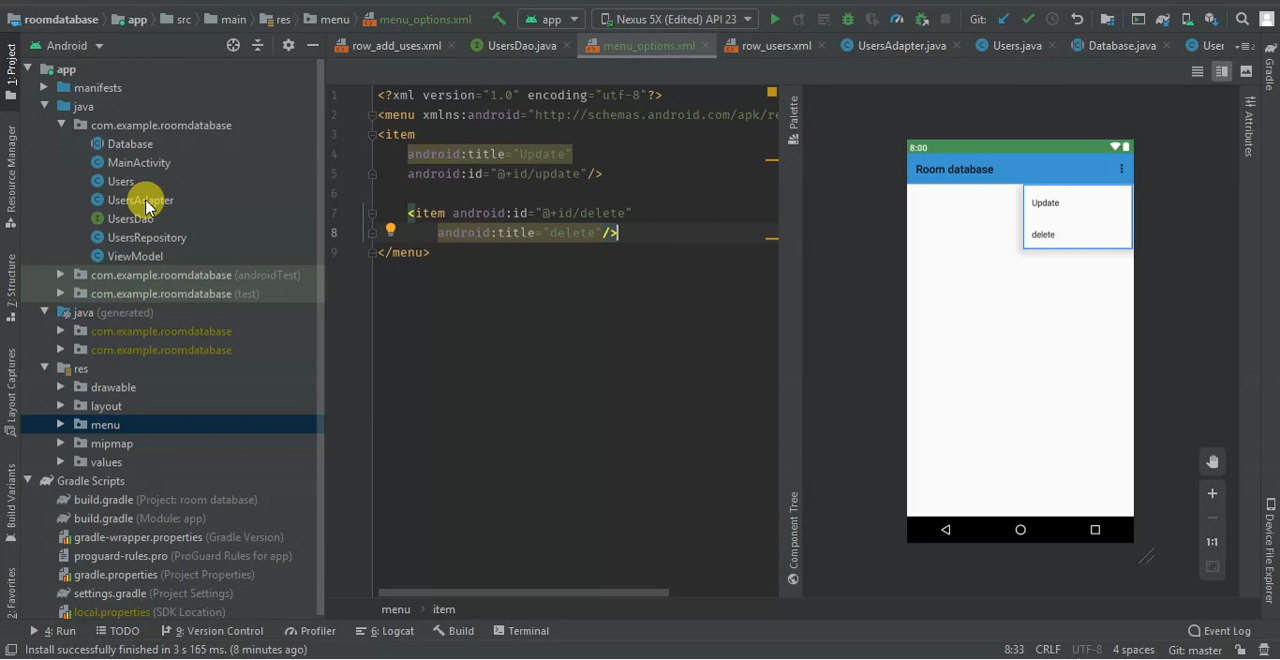 roomdatabase app src main res menu menu_options.xml app Nexus 5X (Edited) API 23 Git:
Android
row_add_uses.xml UsersDao.java menu_options.xml row_users.xml UsersAdapter.java Users.java Database.java User
1: Project
Resource Manager
7: Structure
Layout Captures
Build Variants
2: Favorites
app
manifests
java
com.example.roomdatabase
Database
MainActivity
Users
UsersAdapter
UsersDao
UsersRepository
ViewModel
com.example.roomdatabase (androidTest)
com.example.roomdatabase (test)
java (generated)
com.example.roomdatabase
com.example.roomdatabase
res
drawable
layout
menu
mipmap
values
Gradle Scripts
build.gradle (Project: room database)
build.gradle (Module: app)
gradle-wrapper.properties (Gradle Version)
proguard-rules.pro (ProGuard Rules for app)
gradle.properties (Project Properties)
settings.gradle (Project Settings)
local.properties (SDK Location)
1 <?xml version="1.0" encoding="utf-8"?>
2 <menu xmlns:android="http://schemas.android.com/apk/re
3 <item
4 android:title="Update"
5 android:id="@+id/update"/>
6
7 <item android:id="@+id/delete"
8 android:title="delete"/>
9 </menu>
menu item
Palette
Component Tree
8:00
Room database
Update
delete
1:1
Gradle
Attributes
Device File Explorer
4: Run TODO 9: Version Control Profiler 6: Logcat Build Terminal Event Log
Install successfully finished in 3 s 165 ms. (8 minutes ago) 8:33 CRLF UTF-8 4 spaces Git: master